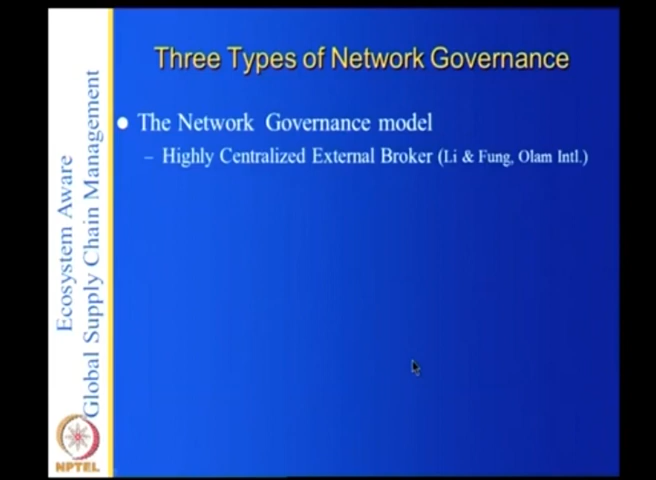 Three Types of Network Governance
The Network Governance model
– Highly Centralized External Broker (Li & Fung, Olam Intl.)
Ecosystem Aware
Global Supply Chain Management
NPTEL